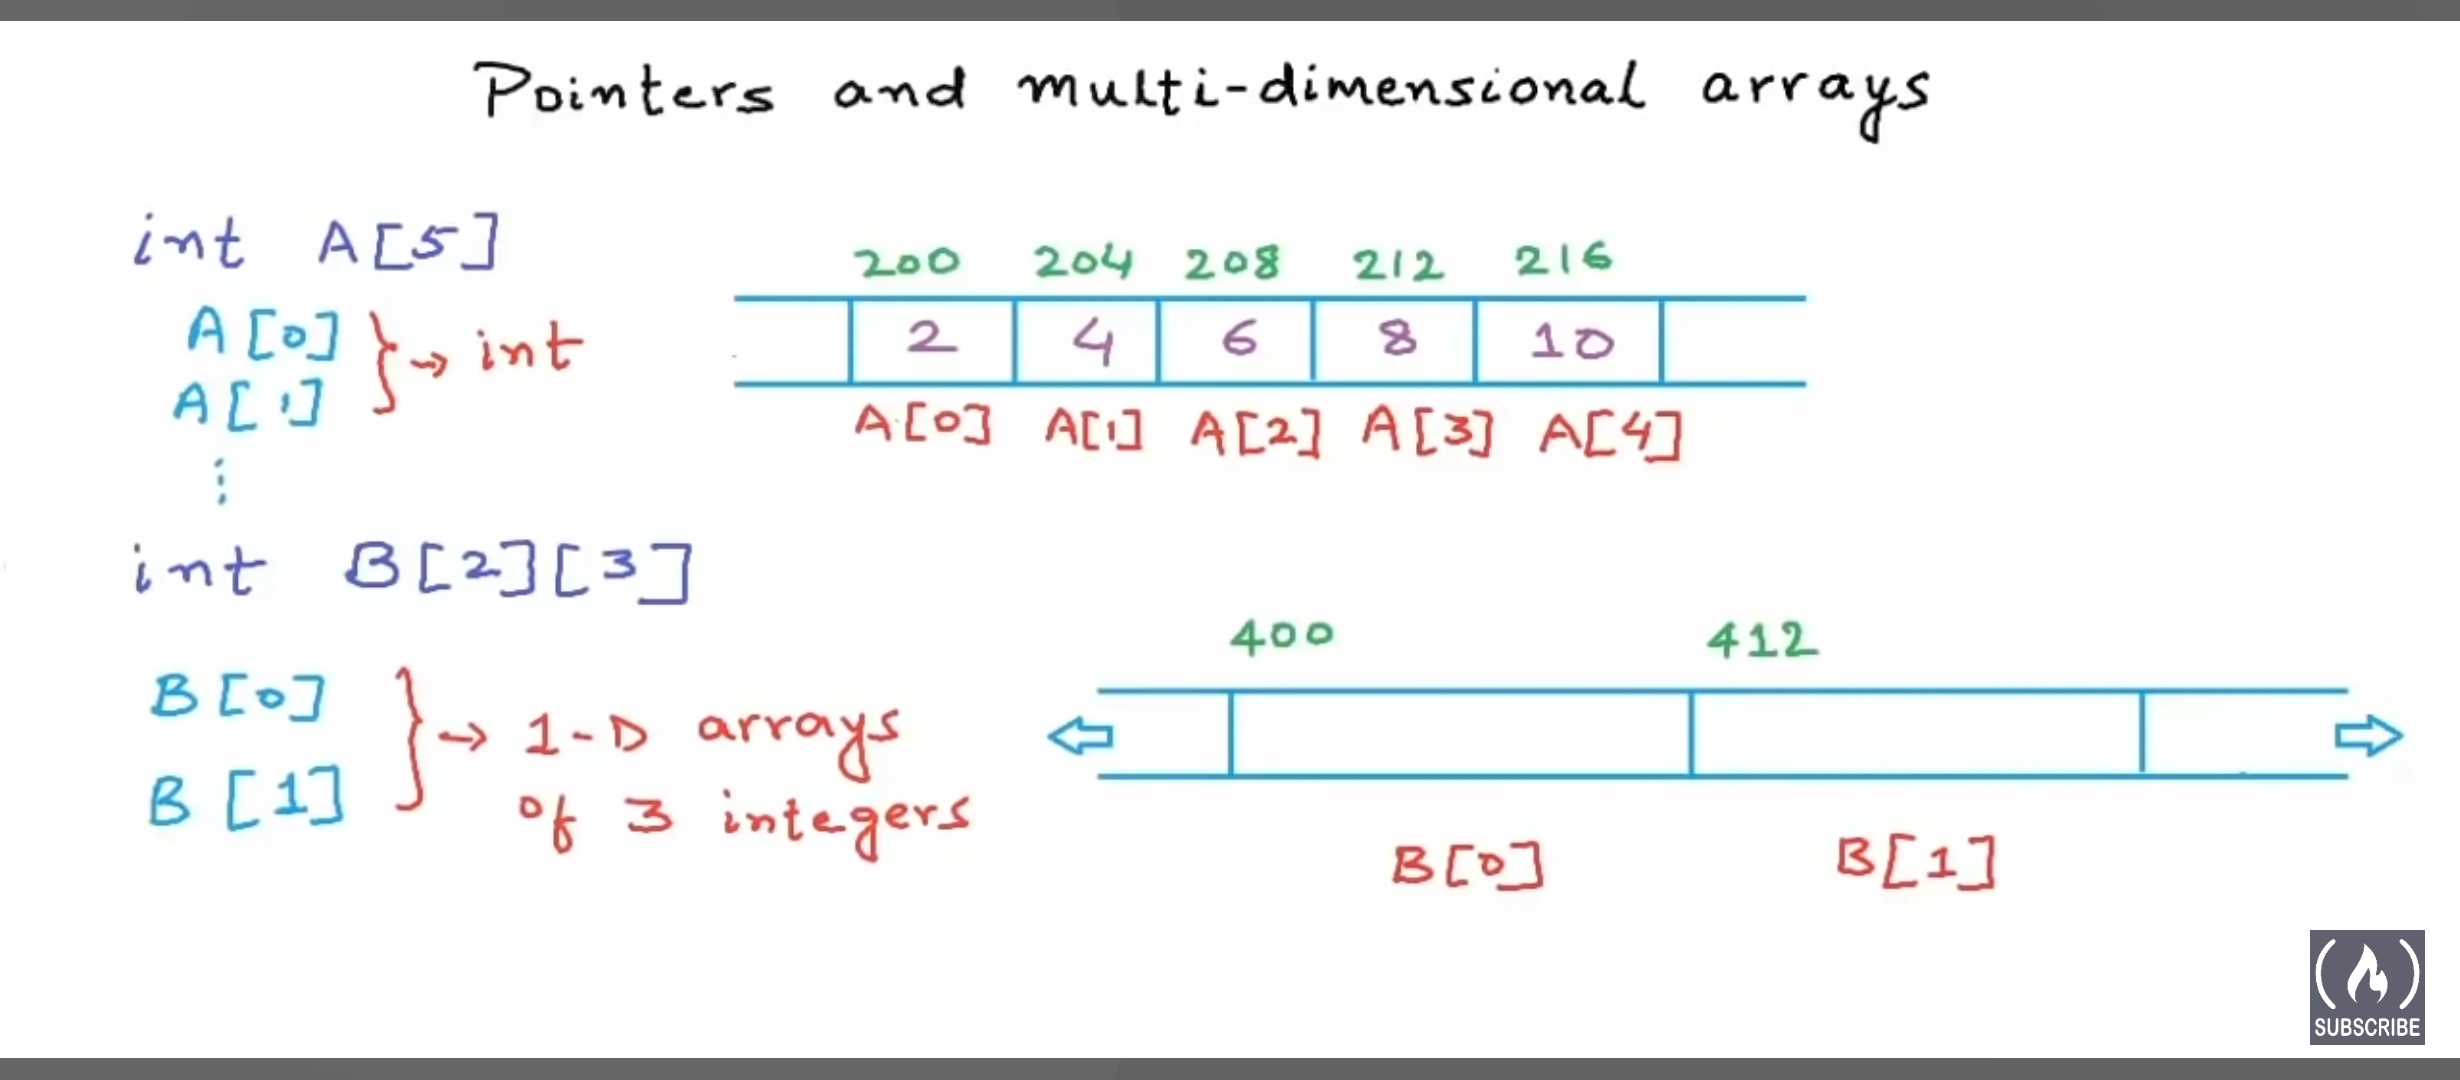 Pointers and multi-dimensional arrays
int A[5]
A[0]
A[1]
⋮
→ int
200 204 208 212 216
2 4 6 8 10
A[0] A[1] A[2] A[3] A[4]
int B[2][3]
B[0]
B[1]
→ 1-D arrays
of 3 integers
400 412
B[0] B[1]
SUBSCRIBE